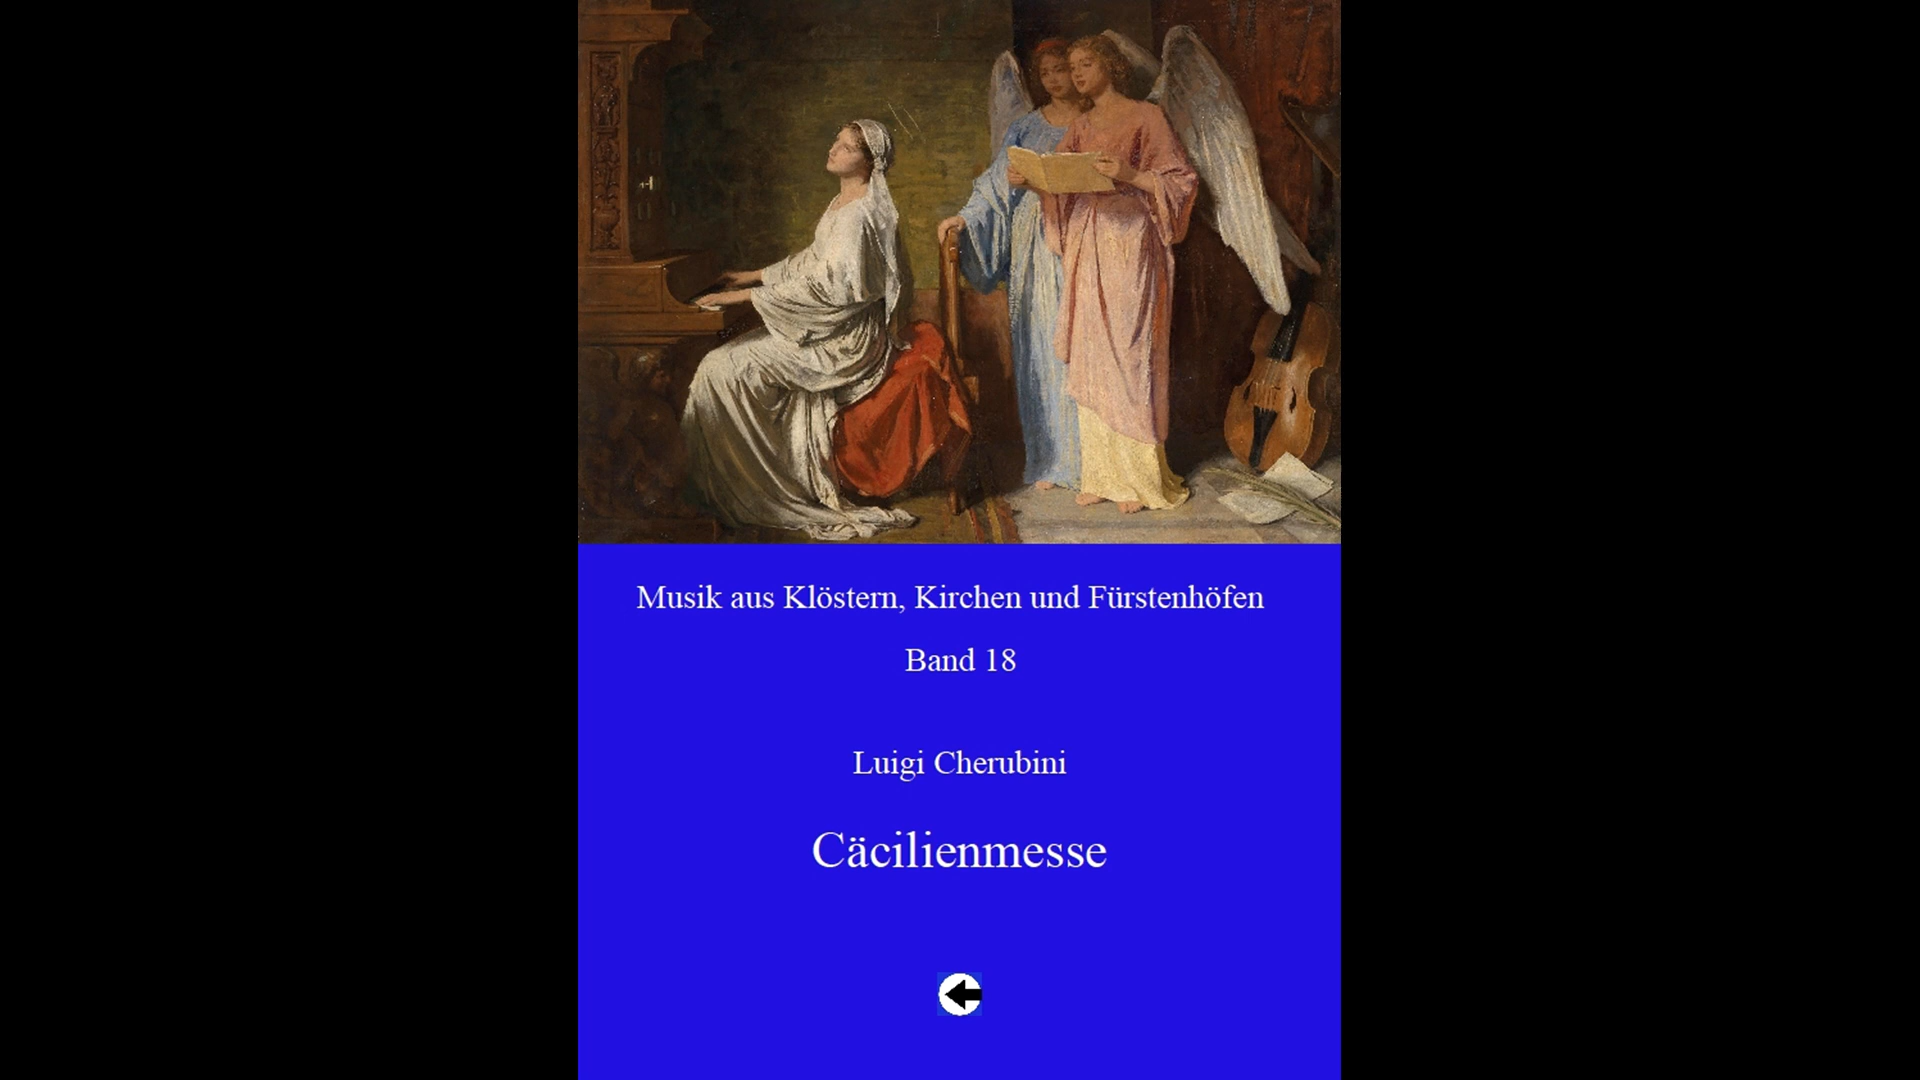 Musik aus Klöstern, Kirchen und Fürstenhöfen
Band 18
Luigi Cherubini
Cäcilienmesse